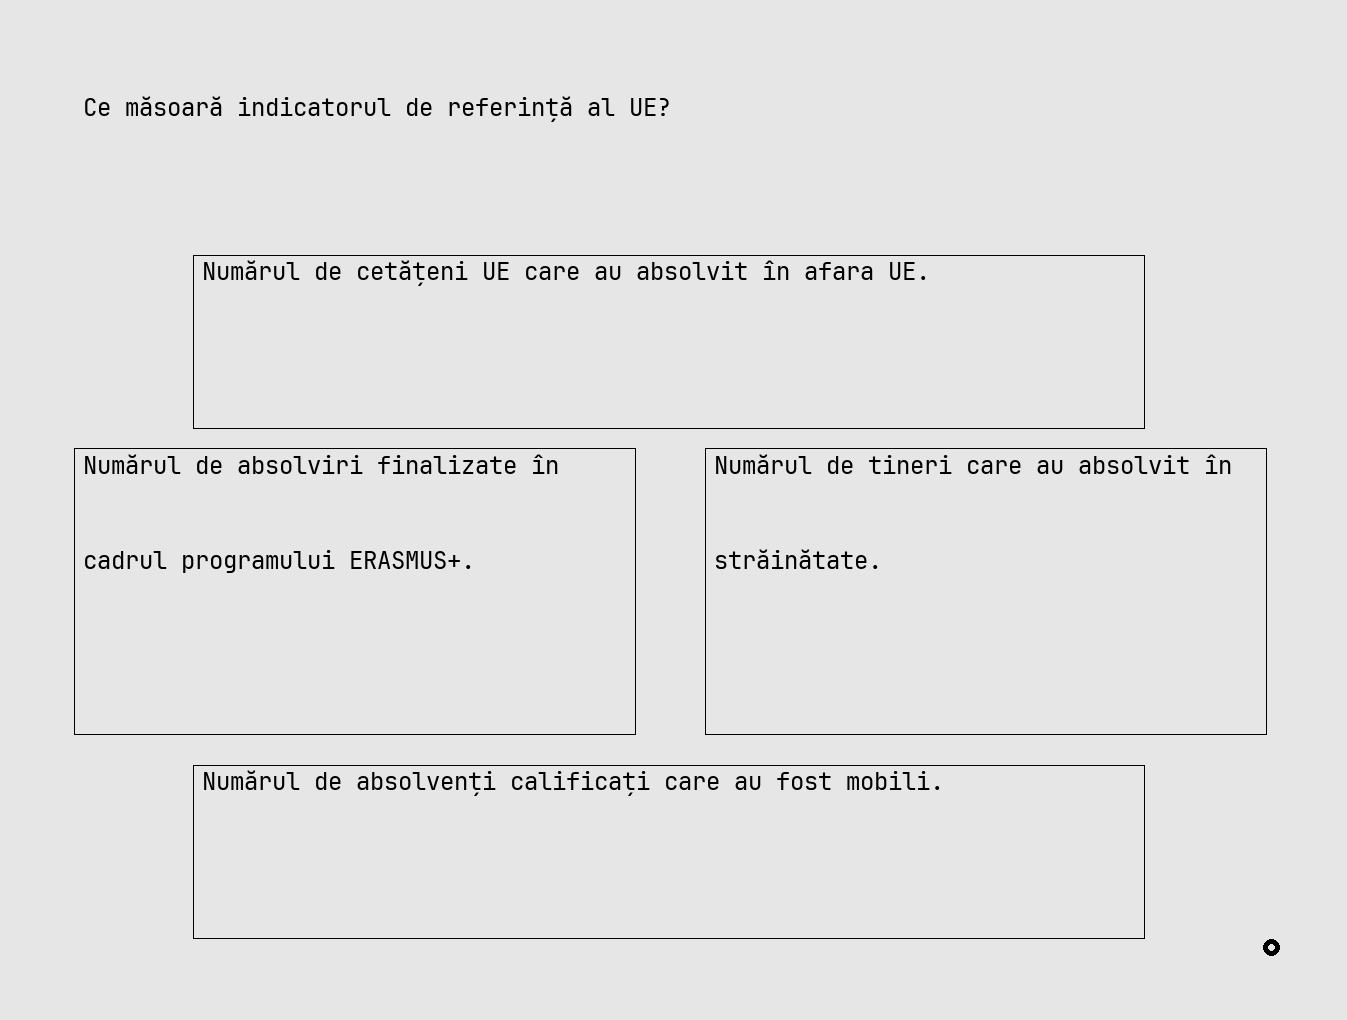 Ce măsoară indicatorul de referință al UE?
Numărul de cetățeni UE care au absolvit în afara UE.
Numărul de absolviri finalizate în
cadrul programului ERASMUS+.
Numărul de tineri care au absolvit în
străinătate.
Numărul de absolvenți calificați care au fost mobili.